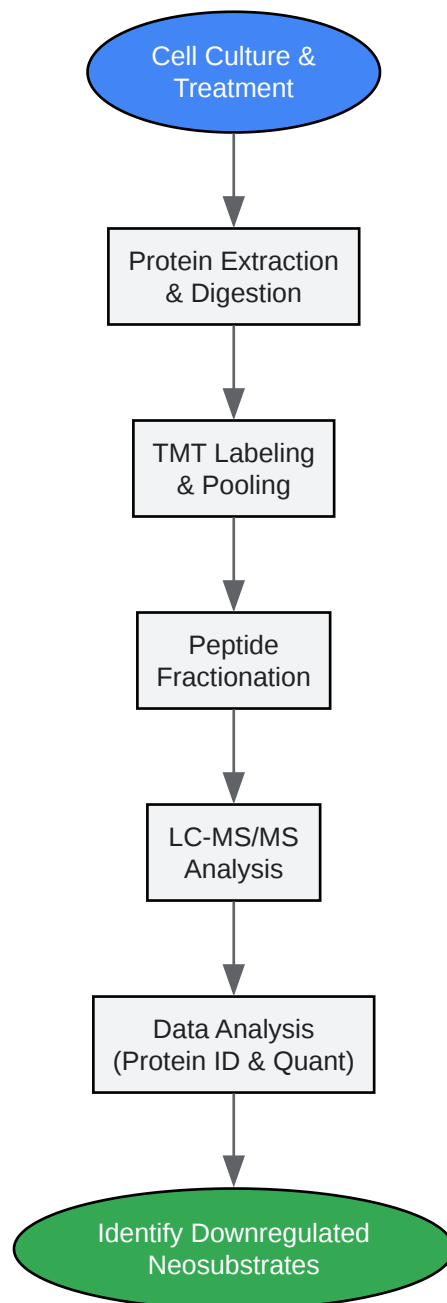 Cell Culture &
Treatment
Protein Extraction
& Digestion
TMT Labeling
& Pooling
Peptide
Fractionation
LC-MS/MS
Analysis
Data Analysis
(Protein ID & Quant)
Identify Downregulated
Neosubstrates